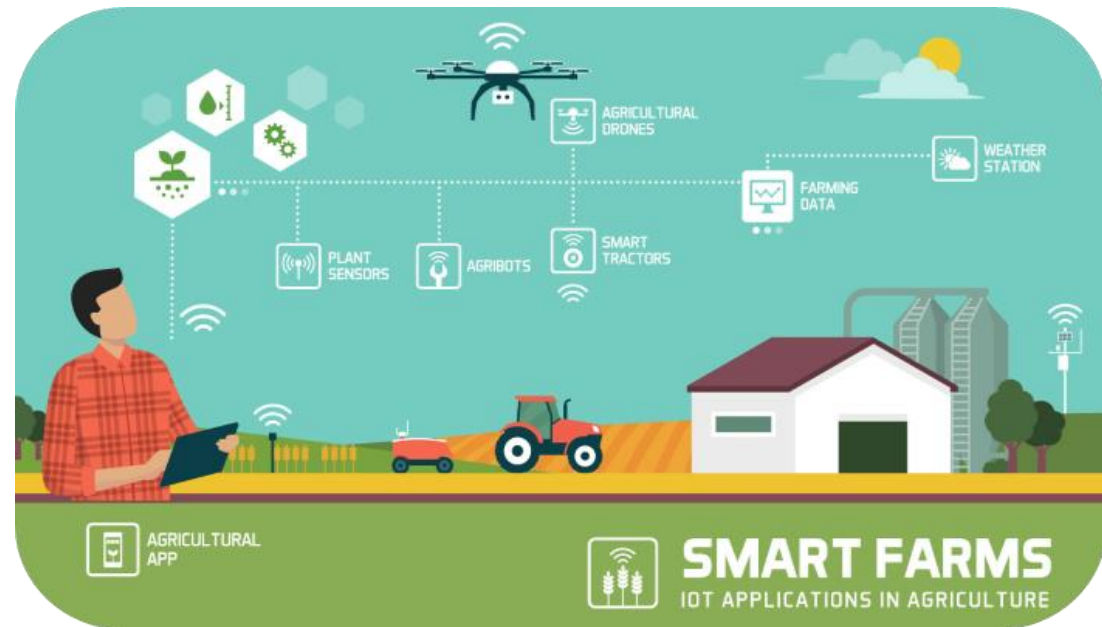 AGRICULTURAL
DRONES
WEATHER
STATION
FARMING
DATA
PLANT
SENSORS
AGRIBOTS
SMART
TRACTORS
AGRICULTURAL
APP
SMART FARMS
IOT APPLICATIONS IN AGRICULTURE